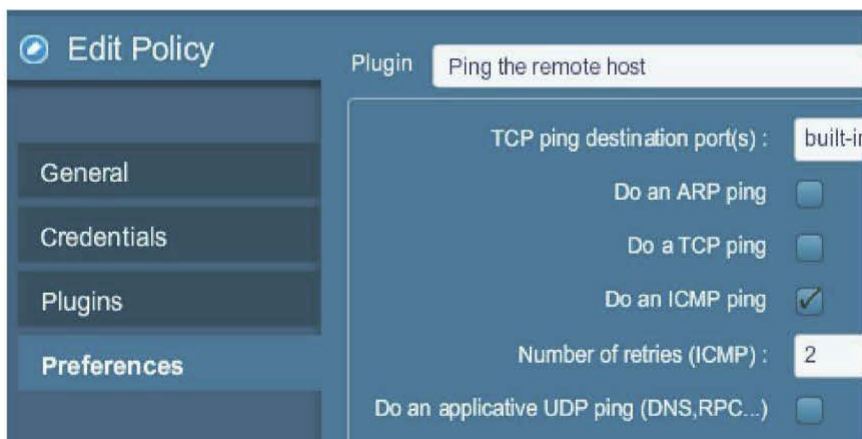 Edit Policy
General
Credentials
Plugins
Preferences
Plugin Ping the remote host
TCP ping destination port(s) :
Do an ARP ping
Do a TCP ping
Do an ICMP ping
Number of retries (ICMP) : 2
Do an applicative UDP ping (DNS,RPC...)